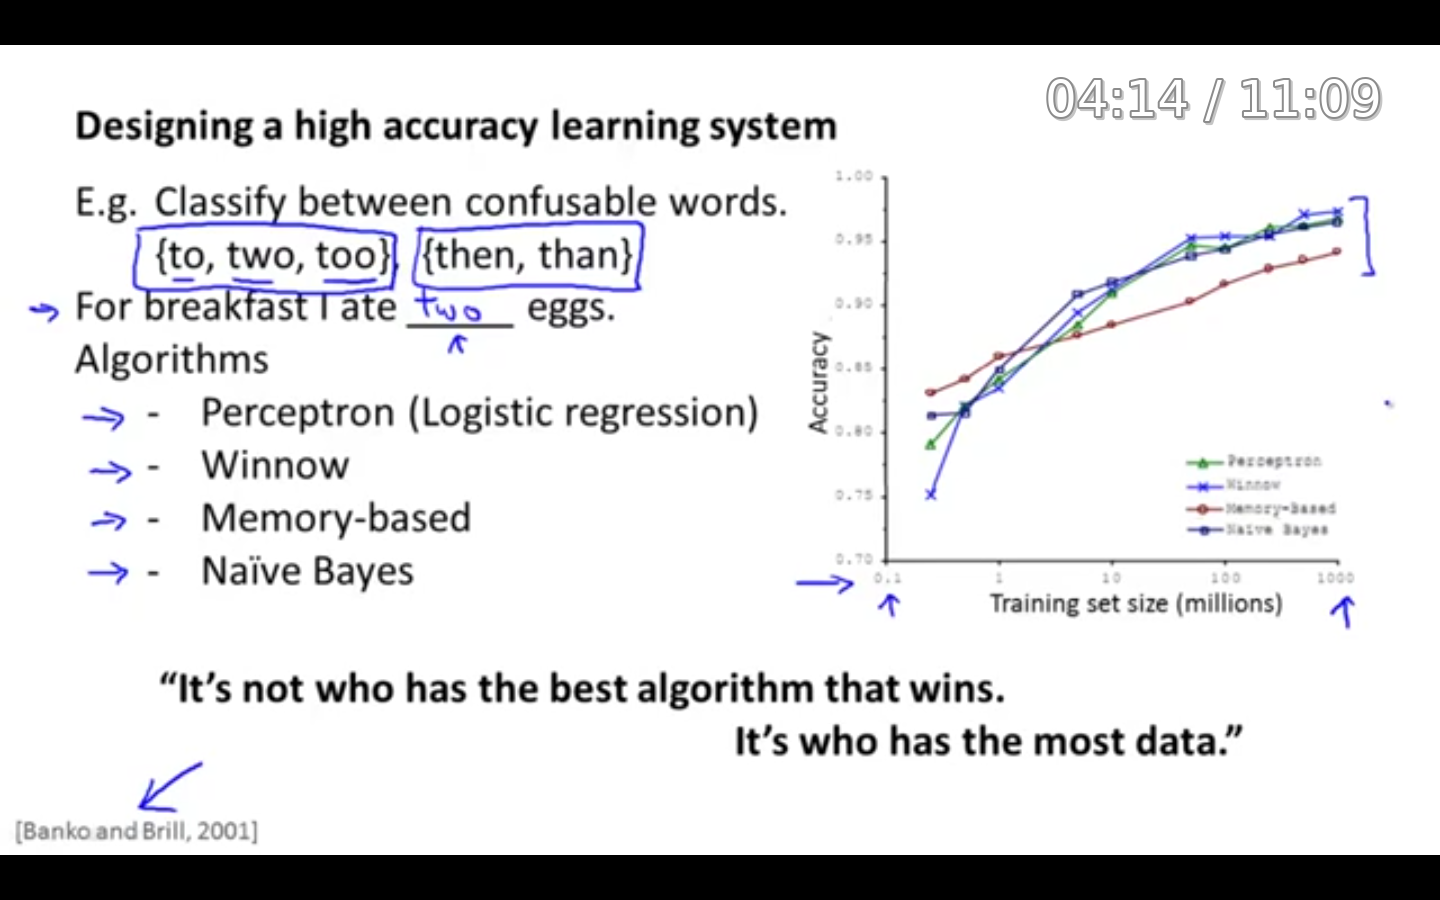 04:14 / 11:09
Designing a high accuracy learning system
E.g. Classify between confusable words.
{to, two, too}, {then, than}
For breakfast I ate two eggs.
Algorithms
- Perceptron (Logistic regression)
- Winnow
- Memory-based
- Naïve Bayes
1.00
0.95
0.90
0.85
0.80
0.75
0.70
Accuracy
Perceptron
Winnow
Memory-Based
Naïve Bayes
0.1 1 10 100 1000
Training set size (millions)
“It’s not who has the best algorithm that wins.
It’s who has the most data.”
[Banko and Brill, 2001]